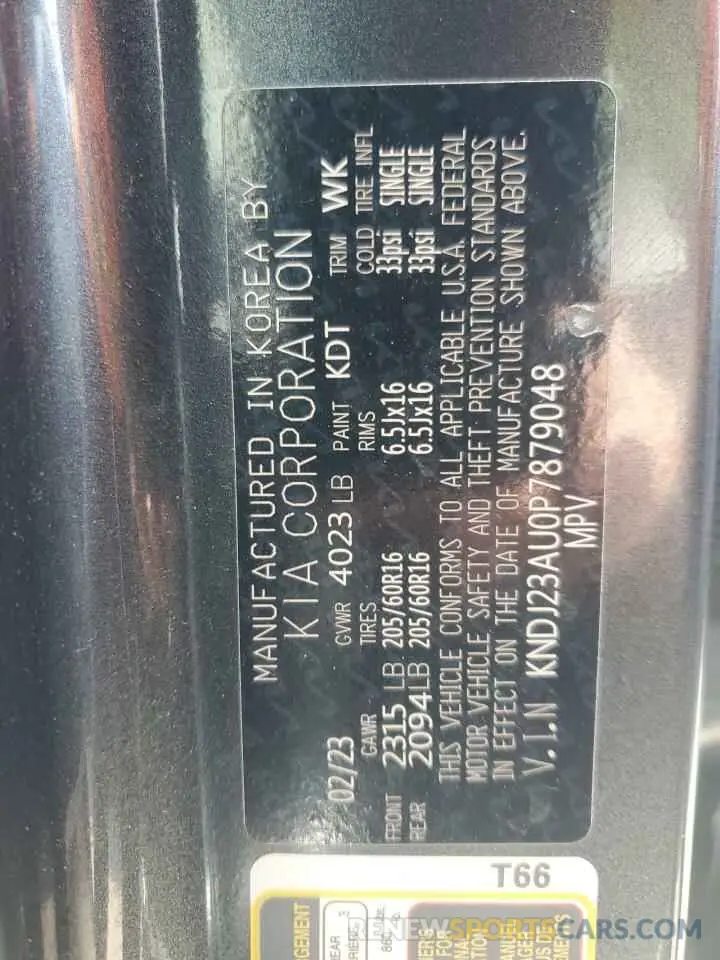 MANUFACTURED IN KOREA BY
KIA CORPORATION
02/23 GVWR 4023 LB PAINT KDT TRIM WK
GAWR TIRES RIMS COLD TIRE INFL
FRONT 2315 LB 205/60R16 6.5Jx16 33psi SINGLE
REAR 2094LB 205/60R16 6.5Jx16 33psi SINGLE
THIS VEHICLE CONFORMS TO ALL APPLICABLE U.S.A. FEDERAL
MOTOR VEHICLE SAFETY AND THEFT PREVENTION STANDARDS
IN EFFECT ON THE DATE OF MANUFACTURE SHOWN ABOVE.
V.I.N KNDJ23AU0P7879048
MPV
T66
RENEWSPORTSCARS.COM